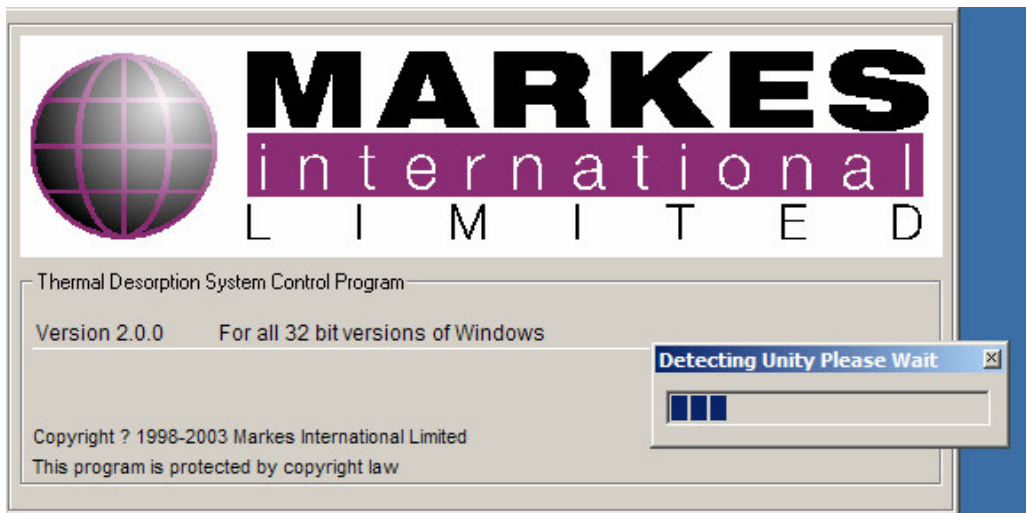 MARKES
international
LIMITED
Thermal Desorption System Control Program
Version 2.0.0 For all 32 bit versions of Windows
Detecting Unity Please Wait
Copyright ? 1998-2003 Markes International Limited
This program is protected by copyright law